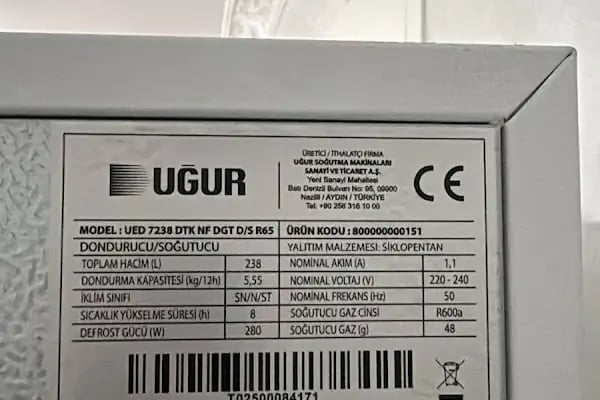 UĞUR
ÜRETİCİ / İTHALATÇI FİRMA
UĞUR SOĞUTMA MAKİNALARI
SANAYİ VE TİCARET A.Ş.
Yeni Sanayi Mahallesi
Batı Denizli Bulvarı No: 95, 09900
Nazilli / AYDIN / TÜRKİYE
Tel: +90 256 316 10 00
CE
MODEL : UED 7238 DTK NF DGT D/S R65 ÜRÜN KODU : 800000000151
DONDURUCU/SOĞUTUCU YALITIM MALZEMESİ: SİKLOPENTAN
TOPLAM HACİM (L) 238 NOMİNAL AKIM (A) 1,1
DONDURMA KAPASİTESİ (kg/12h) 5,55 NOMİNAL VOLTAJ (V) 220 - 240
İKLİM SINIFI SN/N/ST NOMİNAL FREKANS (Hz) 50
SICAKLIK YÜKSELME SÜRESİ (h) 8 SOĞUTUCU GAZ CİNSİ R600a
DEFROST GÜCÜ (W) 280 SOĞUTUCU GAZ (g) 48
T02500084171